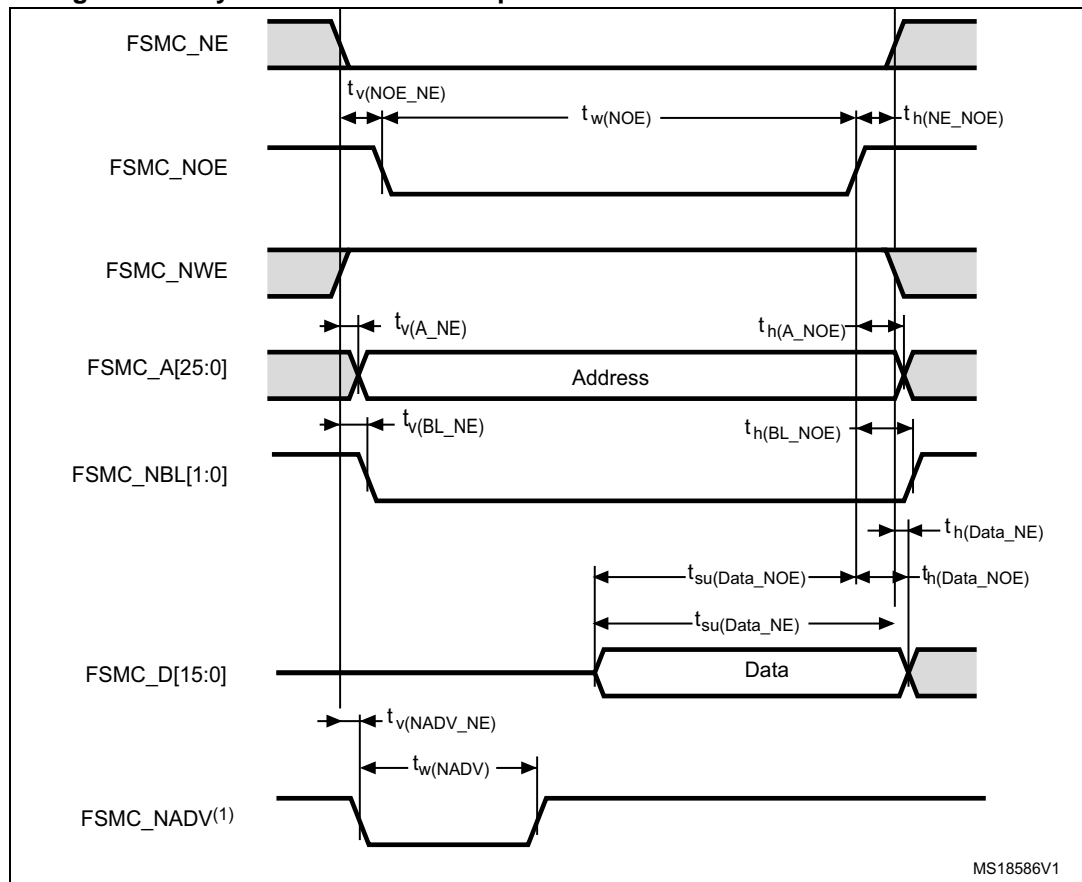 FSMC_NE
tv(NOE_NE)
tw(NOE)
th(NE_NOE)
FSMC_NOE
FSMC_NWE
tv(A_NE)
th(A_NOE)
FSMC_A[25:0]
Address
tv(BL_NE)
th(BL_NOE)
FSMC_NBL[1:0]
th(Data_NE)
tsu(Data_NOE)
th(Data_NOE)
tsu(Data_NE)
FSMC_D[15:0]
Data
tv(NADV_NE)
tw(NADV)
FSMC_NADV(1)
MS18586V1